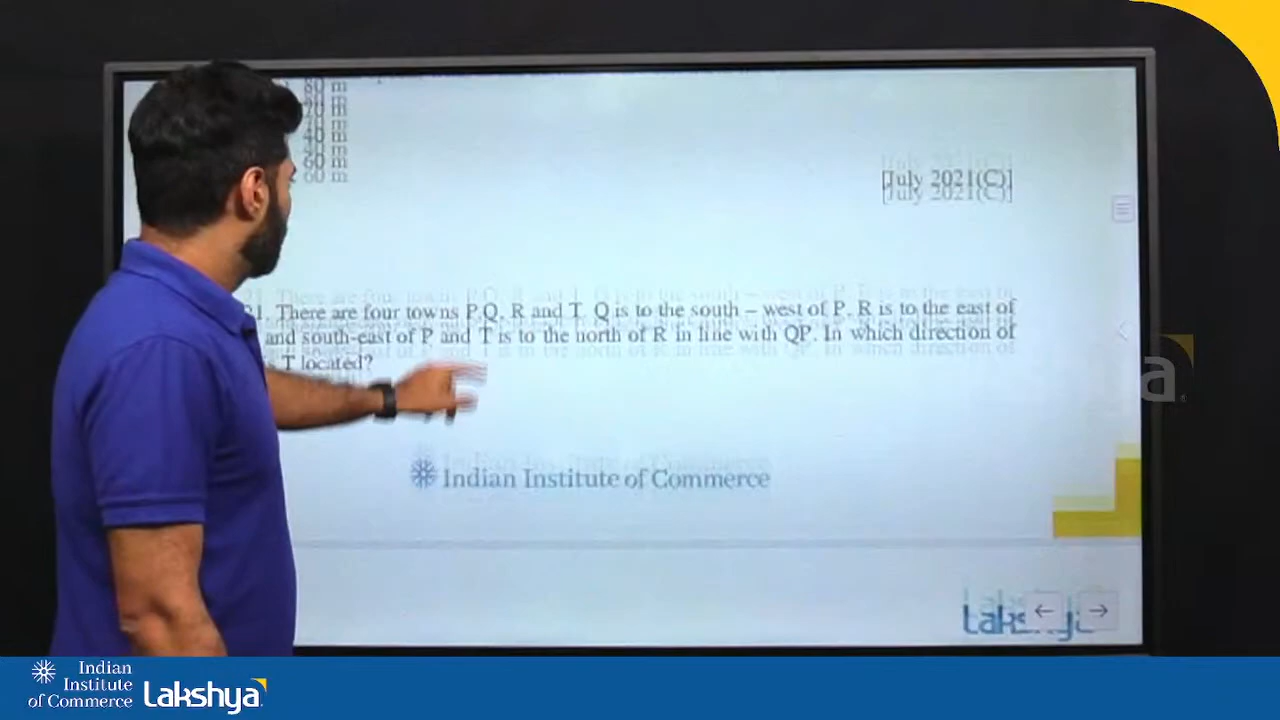 80 m
70 m
40 m
60 m
[July 2021(C)]
There are four towns P,Q, R and T. Q is to the south – west of P. R is to the east of
and south-east of P and T is to the north of R in line with QP. In which direction of
T located?
Indian Institute of Commerce
Lakshya
a
Indian
Institute
of Commerce
Lakshya